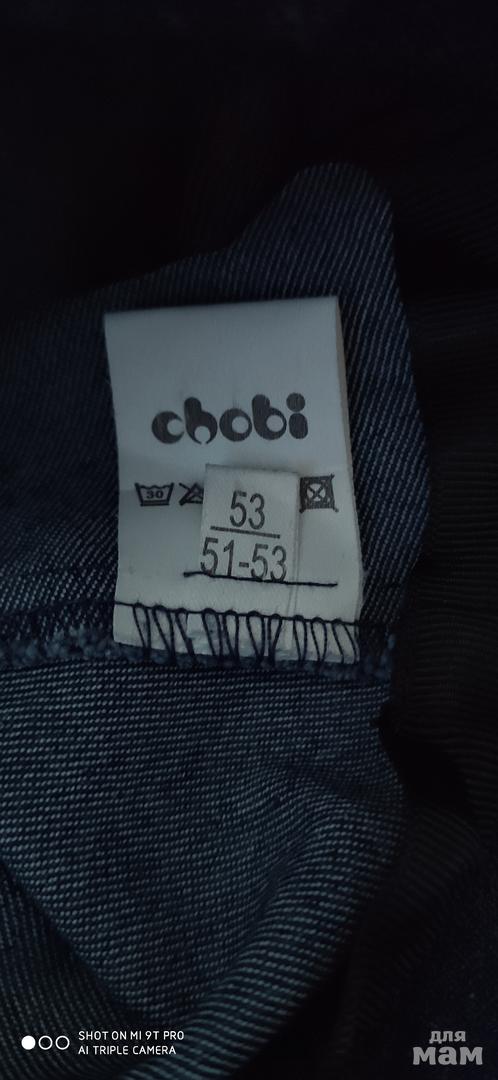 chobi
30
53
51-53
SHOT ON MI 9T PRO
AI TRIPLE CAMERA
для
мам